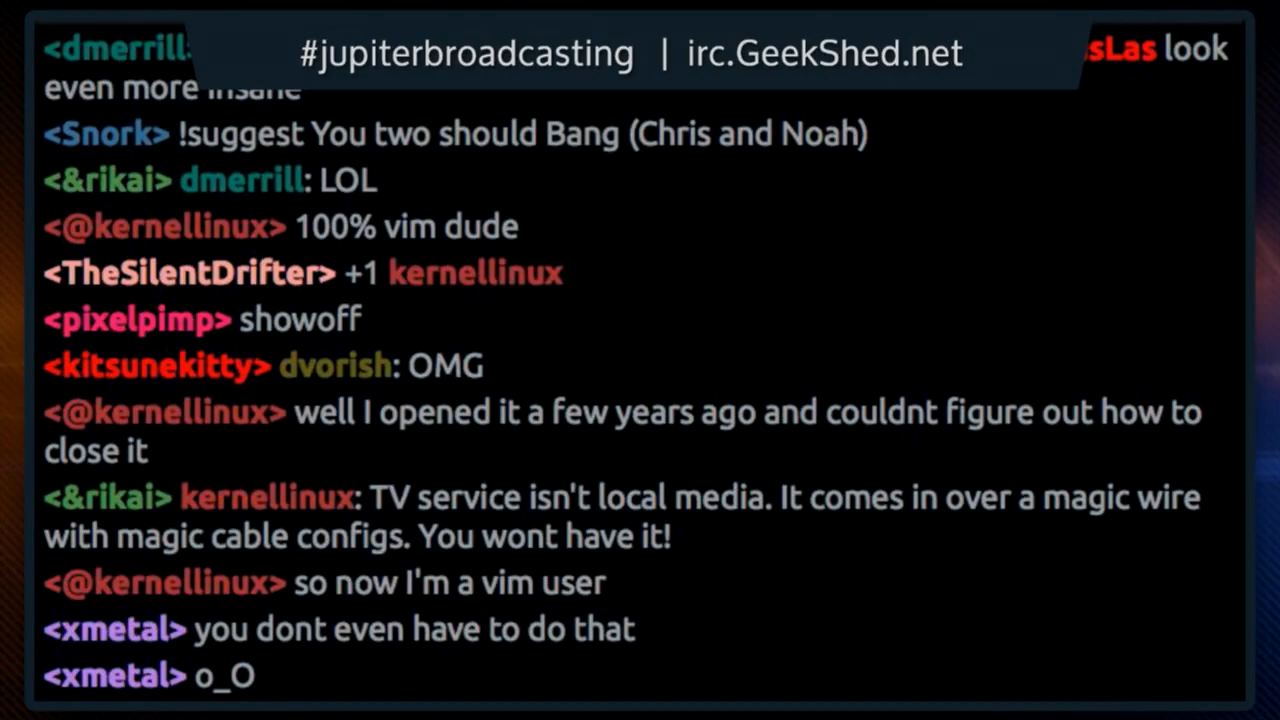 #jupiterbroadcasting | irc.GeekShed.net
<dmerrill sLas look
even more insane
<Snork> !suggest You two should Bang (Chris and Noah)
<&rikai> dmerrill: LOL
<@kernellinux> 100% vim dude
<TheSilentDrifter> +1 kernellinux
<pixelpimp> showoff
<kitsunekitty> dvorish: OMG
<@kernellinux> well I opened it a few years ago and couldnt figure out how to
close it
<&rikai> kernellinux: TV service isn't local media. It comes in over a magic wire
with magic cable configs. You wont have it!
<@kernellinux> so now I'm a vim user
<xmetal> you dont even have to do that
<xmetal> o_O